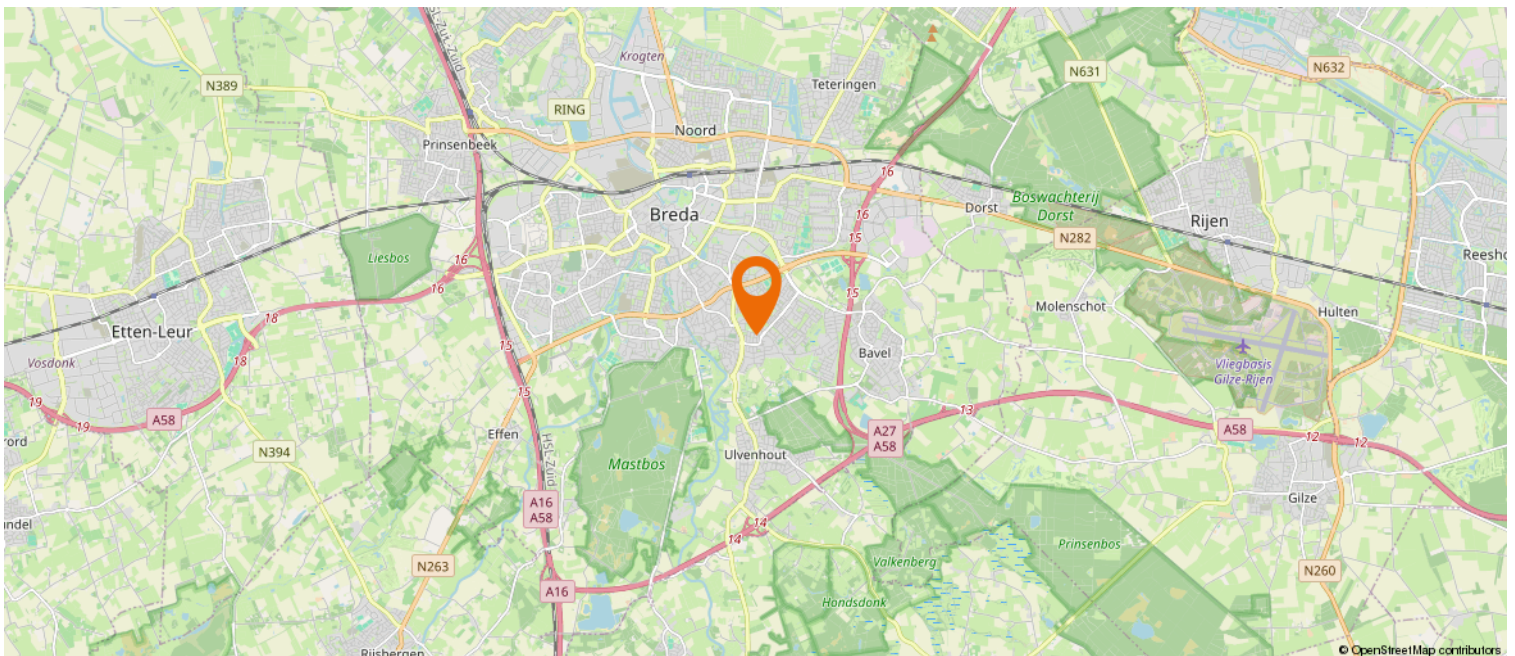 HSL-Zuid
Krogten
N389
RING
Teteringen
N631
N632
Prinsenbeek
Noord
16
Breda
16
Dorst
Boswachterij
Dorst
Rijen
N282
15
Liesbos
16
16
15
Etten-Leur
18
Molenschot
Hulten
Vosdonk
18
15
15
Bavel
Vliegbasis
Gilze-Rijen
19
19
A58
13
A27
A58
A58
12
12
Effen
HSL-Zuid
N394
Mastbos
Ulvenhout
Gilze
A16
A58
14
14
Prinsenbos
Valkenberg
N263
N260
A16
Hondsdonk
Rijsbergen
© OpenStreetMap contributors